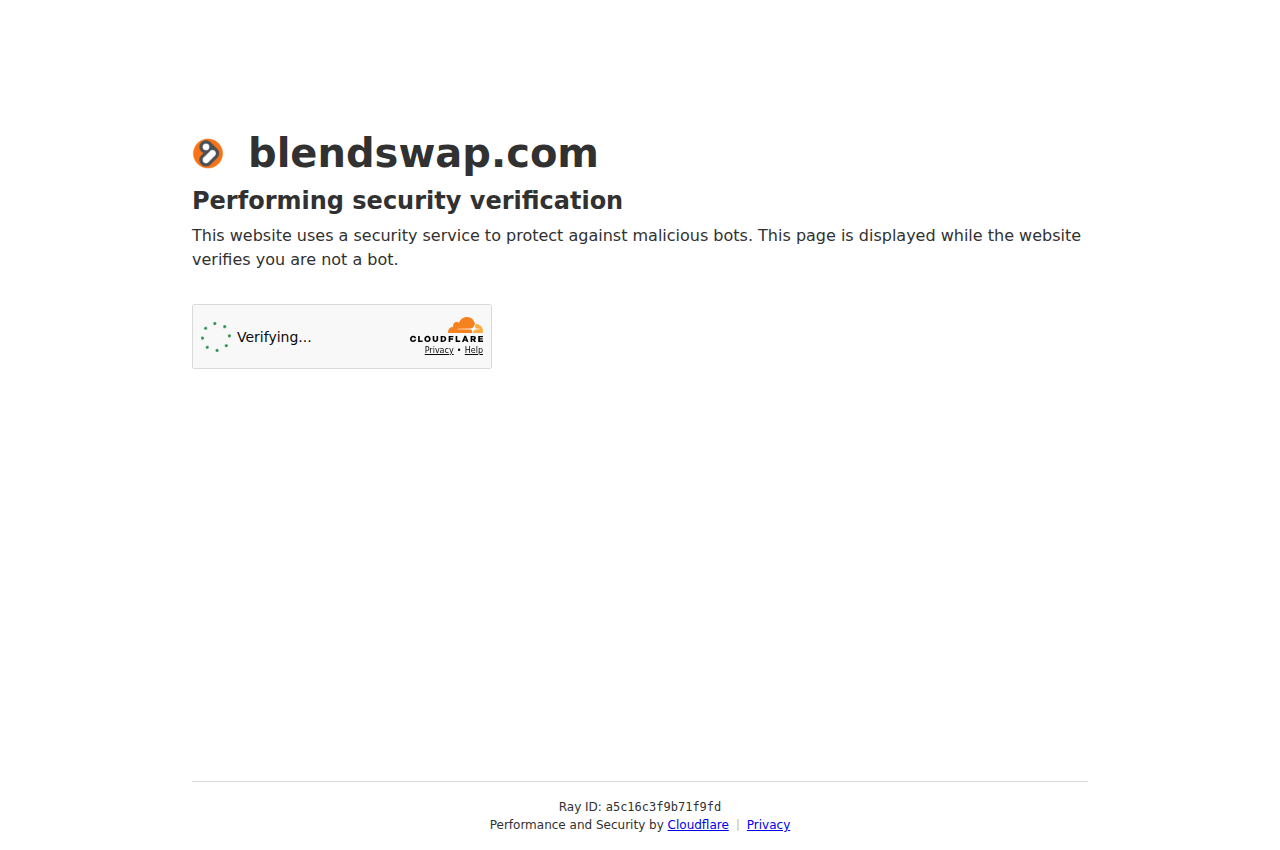 blendswap.com
Performing security verification
This website uses a security service to protect against malicious bots. This page is displayed while the website
verifies you are not a bot.
Verifying...
CLOUDFLARE
Privacy • Help
Ray ID: a5c16c3f9b71f9fd
Performance and Security by Cloudflare | Privacy